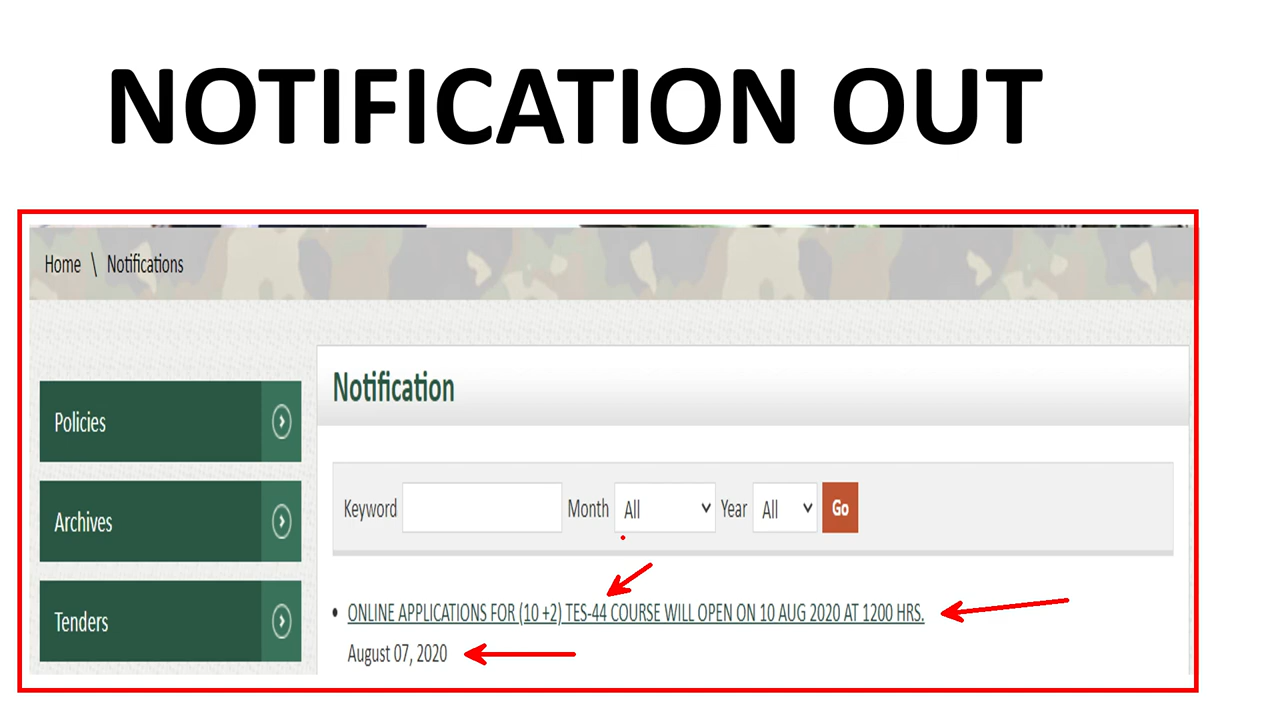 NOTIFICATION OUT
Home \ Notifications
Notification
Policies
Keyword Month All Year All Go
Archives
• ONLINE APPLICATIONS FOR (10 +2) TES-44 COURSE WILL OPEN ON 10 AUG 2020 AT 1200 HRS.
Tenders
August 07, 2020